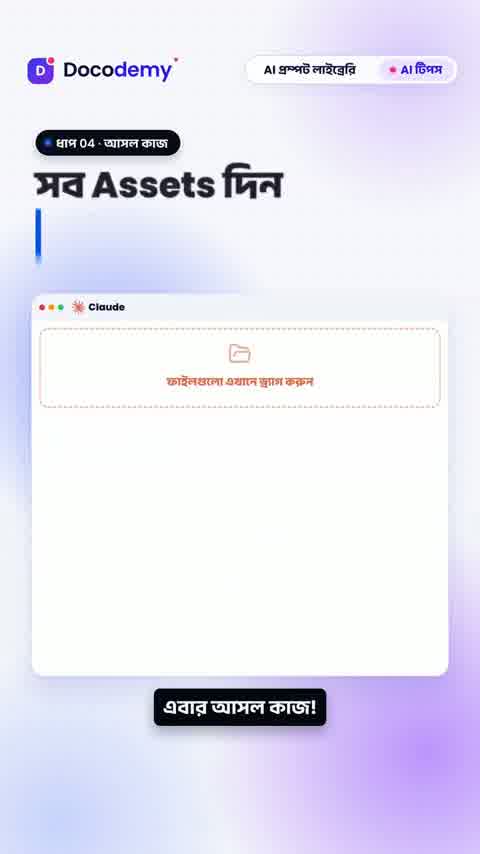 D Docodemy
AI প্রম্পট লাইব্রেরি
AI টিপস
ধাপ 04 · আসল কাজ
সব Assets দিন
Claude
ফাইলগুলো এখানে ড্র্যাগ করুন
এবার আসল কাজ!